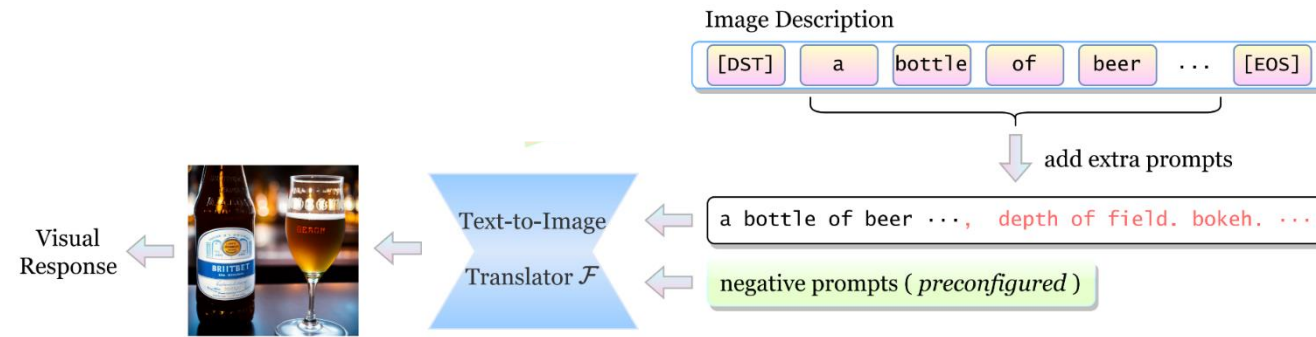 Image Description
[DST] a bottle of beer ... [EOS]
add extra prompts
a bottle of beer ..., depth of field. bokeh. ...
Text-to-Image
Translator F
negative prompts ( preconfigured )
Visual
Response
BRIITBET